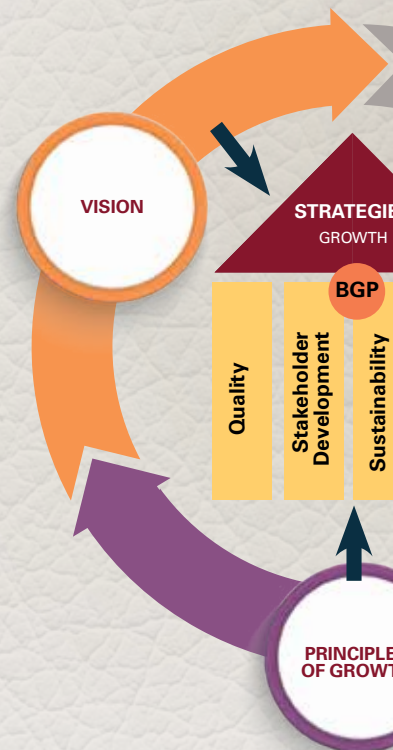 VISION
STRATEGIE
GROWTH
BGP
Quality
Stakeholder
Development
Sustainability
PRINCIPLE
OF GROWT